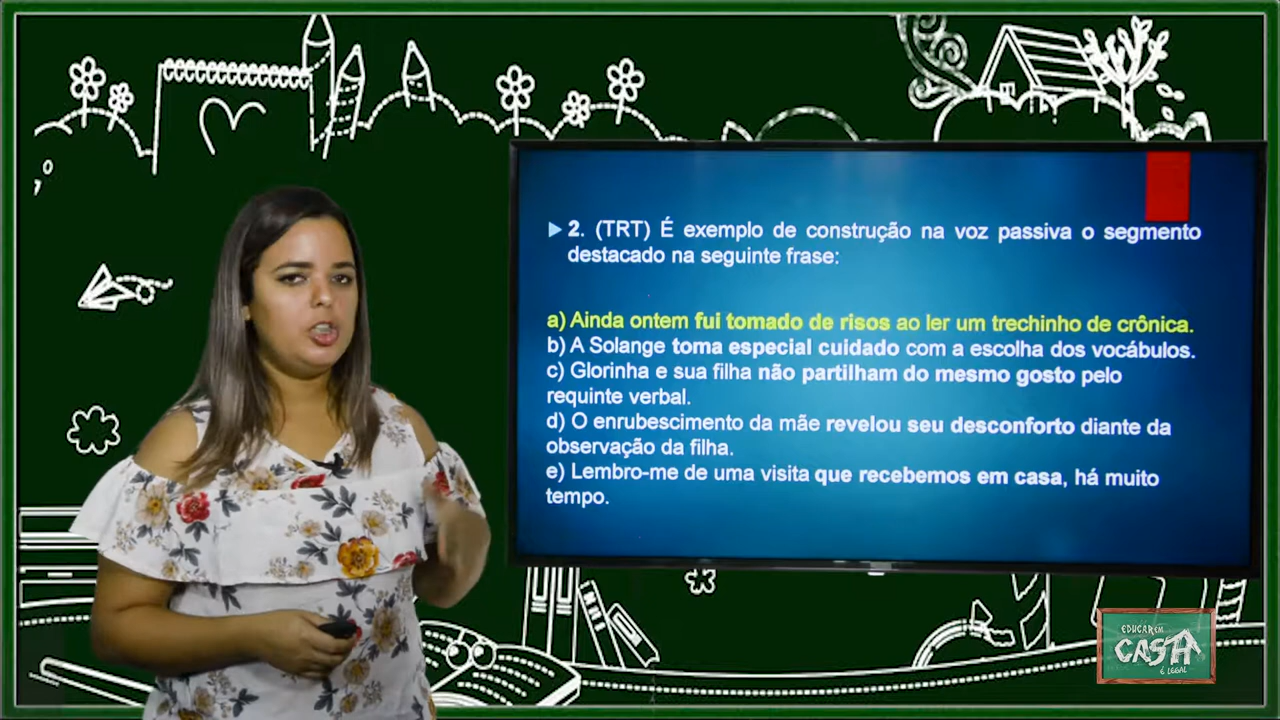 2. (TRT) É exemplo de construção na voz passiva o segmento
destacado na seguinte frase:
a) Ainda ontem fui tomado de risos ao ler um trechinho de crônica.
b) A Solange toma especial cuidado com a escolha dos vocábulos.
c) Glorinha e sua filha não partilham do mesmo gosto pelo
requinte verbal.
d) O enrubescimento da mãe revelou seu desconforto diante da
observação da filha.
e) Lembro-me de uma visita que recebemos em casa, há muito
tempo.
EDUCAR EM
CASA
É LEGAL